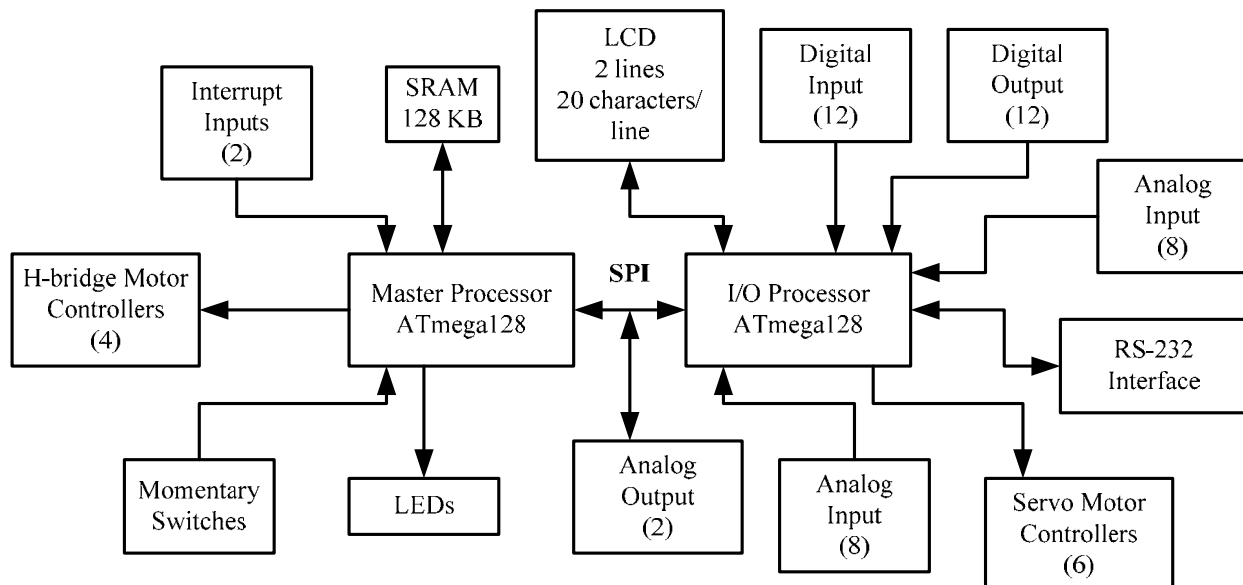 LCD
2 lines
20 characters/
line
Digital
Input
(12)
Digital
Output
(12)
Interrupt
Inputs
(2)
SRAM
128 KB
Analog
Input
(8)
H-bridge Motor
Controllers
(4)
Master Processor
ATmega128
SPI
I/O Processor
ATmega128
RS-232
Interface
Momentary
Switches
LEDs
Analog
Output
(2)
Analog
Input
(8)
Servo Motor
Controllers
(6)